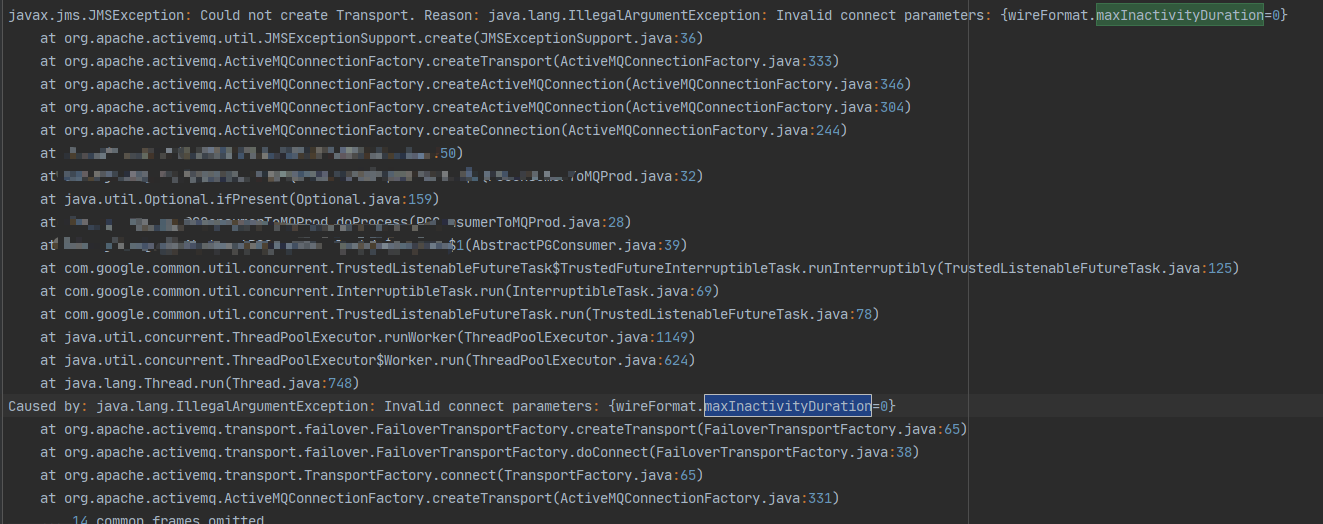 javax.jms.JMSException: Could not create Transport. Reason: java.lang.IllegalArgumentException: Invalid connect parameters: {wireFormat.maxInactivityDuration=0}
at org.apache.activemq.util.JMSExceptionSupport.create(JMSExceptionSupport.java:36)
at org.apache.activemq.ActiveMQConnectionFactory.createTransport(ActiveMQConnectionFactory.java:333)
at org.apache.activemq.ActiveMQConnectionFactory.createActiveMQConnection(ActiveMQConnectionFactory.java:346)
at org.apache.activemq.ActiveMQConnectionFactory.createActiveMQConnection(ActiveMQConnectionFactory.java:304)
at org.apache.activemq.ActiveMQConnectionFactory.createConnection(ActiveMQConnectionFactory.java:244)
at :50)
at ToMQProd.java:32)
at java.util.Optional.ifPresent(Optional.java:159)
at doProcess( sumerToMQProd.java:28)
at $1(AbstractPGConsumer.java:39)
at com.google.common.util.concurrent.TrustedListenableFutureTask$TrustedFutureInterruptibleTask.runInterruptibly(TrustedListenableFutureTask.java:125)
at com.google.common.util.concurrent.InterruptibleTask.run(InterruptibleTask.java:69)
at com.google.common.util.concurrent.TrustedListenableFutureTask.run(TrustedListenableFutureTask.java:78)
at java.util.concurrent.ThreadPoolExecutor.runWorker(ThreadPoolExecutor.java:1149)
at java.util.concurrent.ThreadPoolExecutor$Worker.run(ThreadPoolExecutor.java:624)
at java.lang.Thread.run(Thread.java:748)
Caused by: java.lang.IllegalArgumentException: Invalid connect parameters: {wireFormat.maxInactivityDuration=0}
at org.apache.activemq.transport.failover.FailoverTransportFactory.createTransport(FailoverTransportFactory.java:65)
at org.apache.activemq.transport.failover.FailoverTransportFactory.doConnect(FailoverTransportFactory.java:38)
at org.apache.activemq.transport.TransportFactory.connect(TransportFactory.java:65)
at org.apache.activemq.ActiveMQConnectionFactory.createTransport(ActiveMQConnectionFactory.java:331)
14 common frames omitted